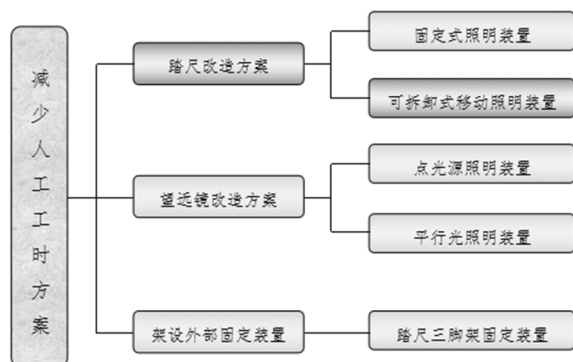 减少人工工时方案
踏尺改造方案
固定式照明装置
可拆卸式移动照明装置
望远镜改造方案
点光源照明装置
平行光照明装置
架设外部固定装置
踏尺三脚架固定装置